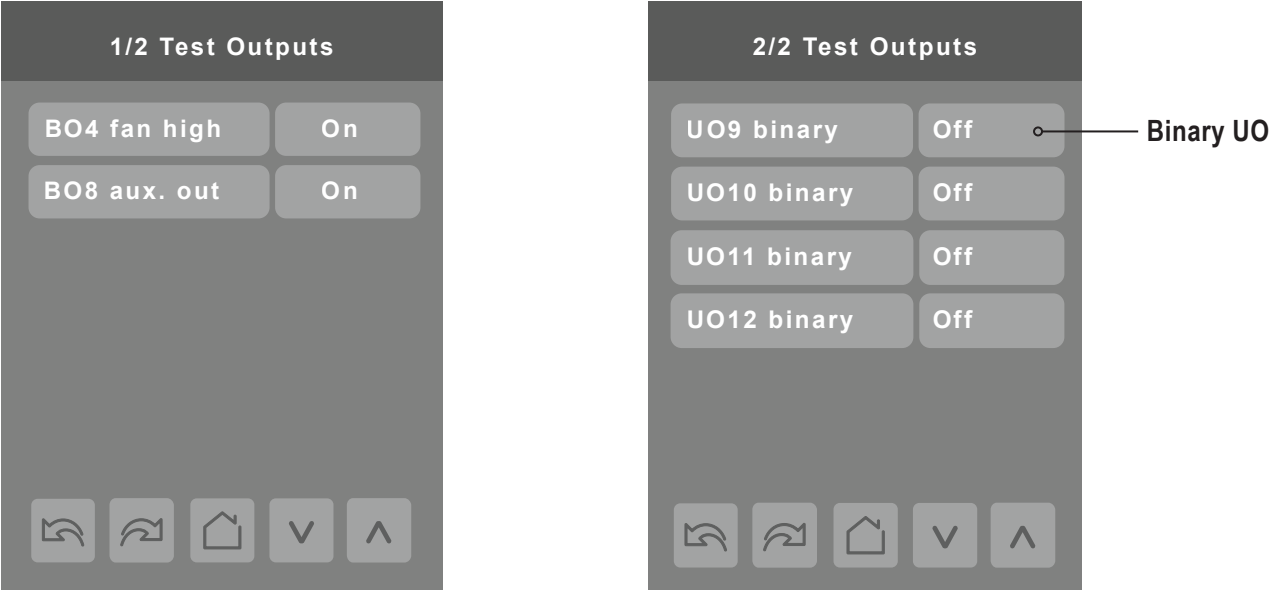 1/2 Test Outputs
BO4 fan high On
BO8 aux. out On
2/2 Test Outputs
UO9 binary Off Binary UO
UO10 binary Off
UO11 binary Off
UO12 binary Off